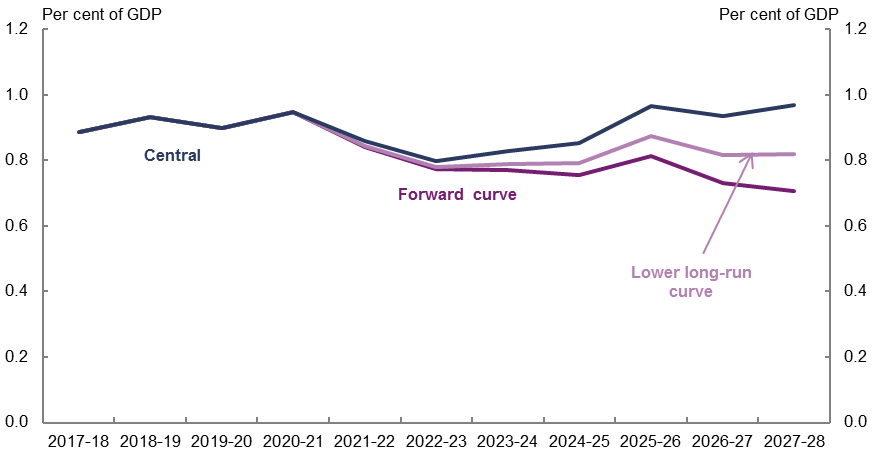 Per cent of GDP Per cent of GDP
1.2 1.2
1.0 1.0
Central
0.8 0.8
Forward curve
0.6 0.6
Lower long-run
curve
0.4 0.4
0.2 0.2
0.0 0.0
2017-18 2018-19 2019-20 2020-21 2021-22 2022-23 2023-24 2024-25 2025-26 2026-27 2027-28